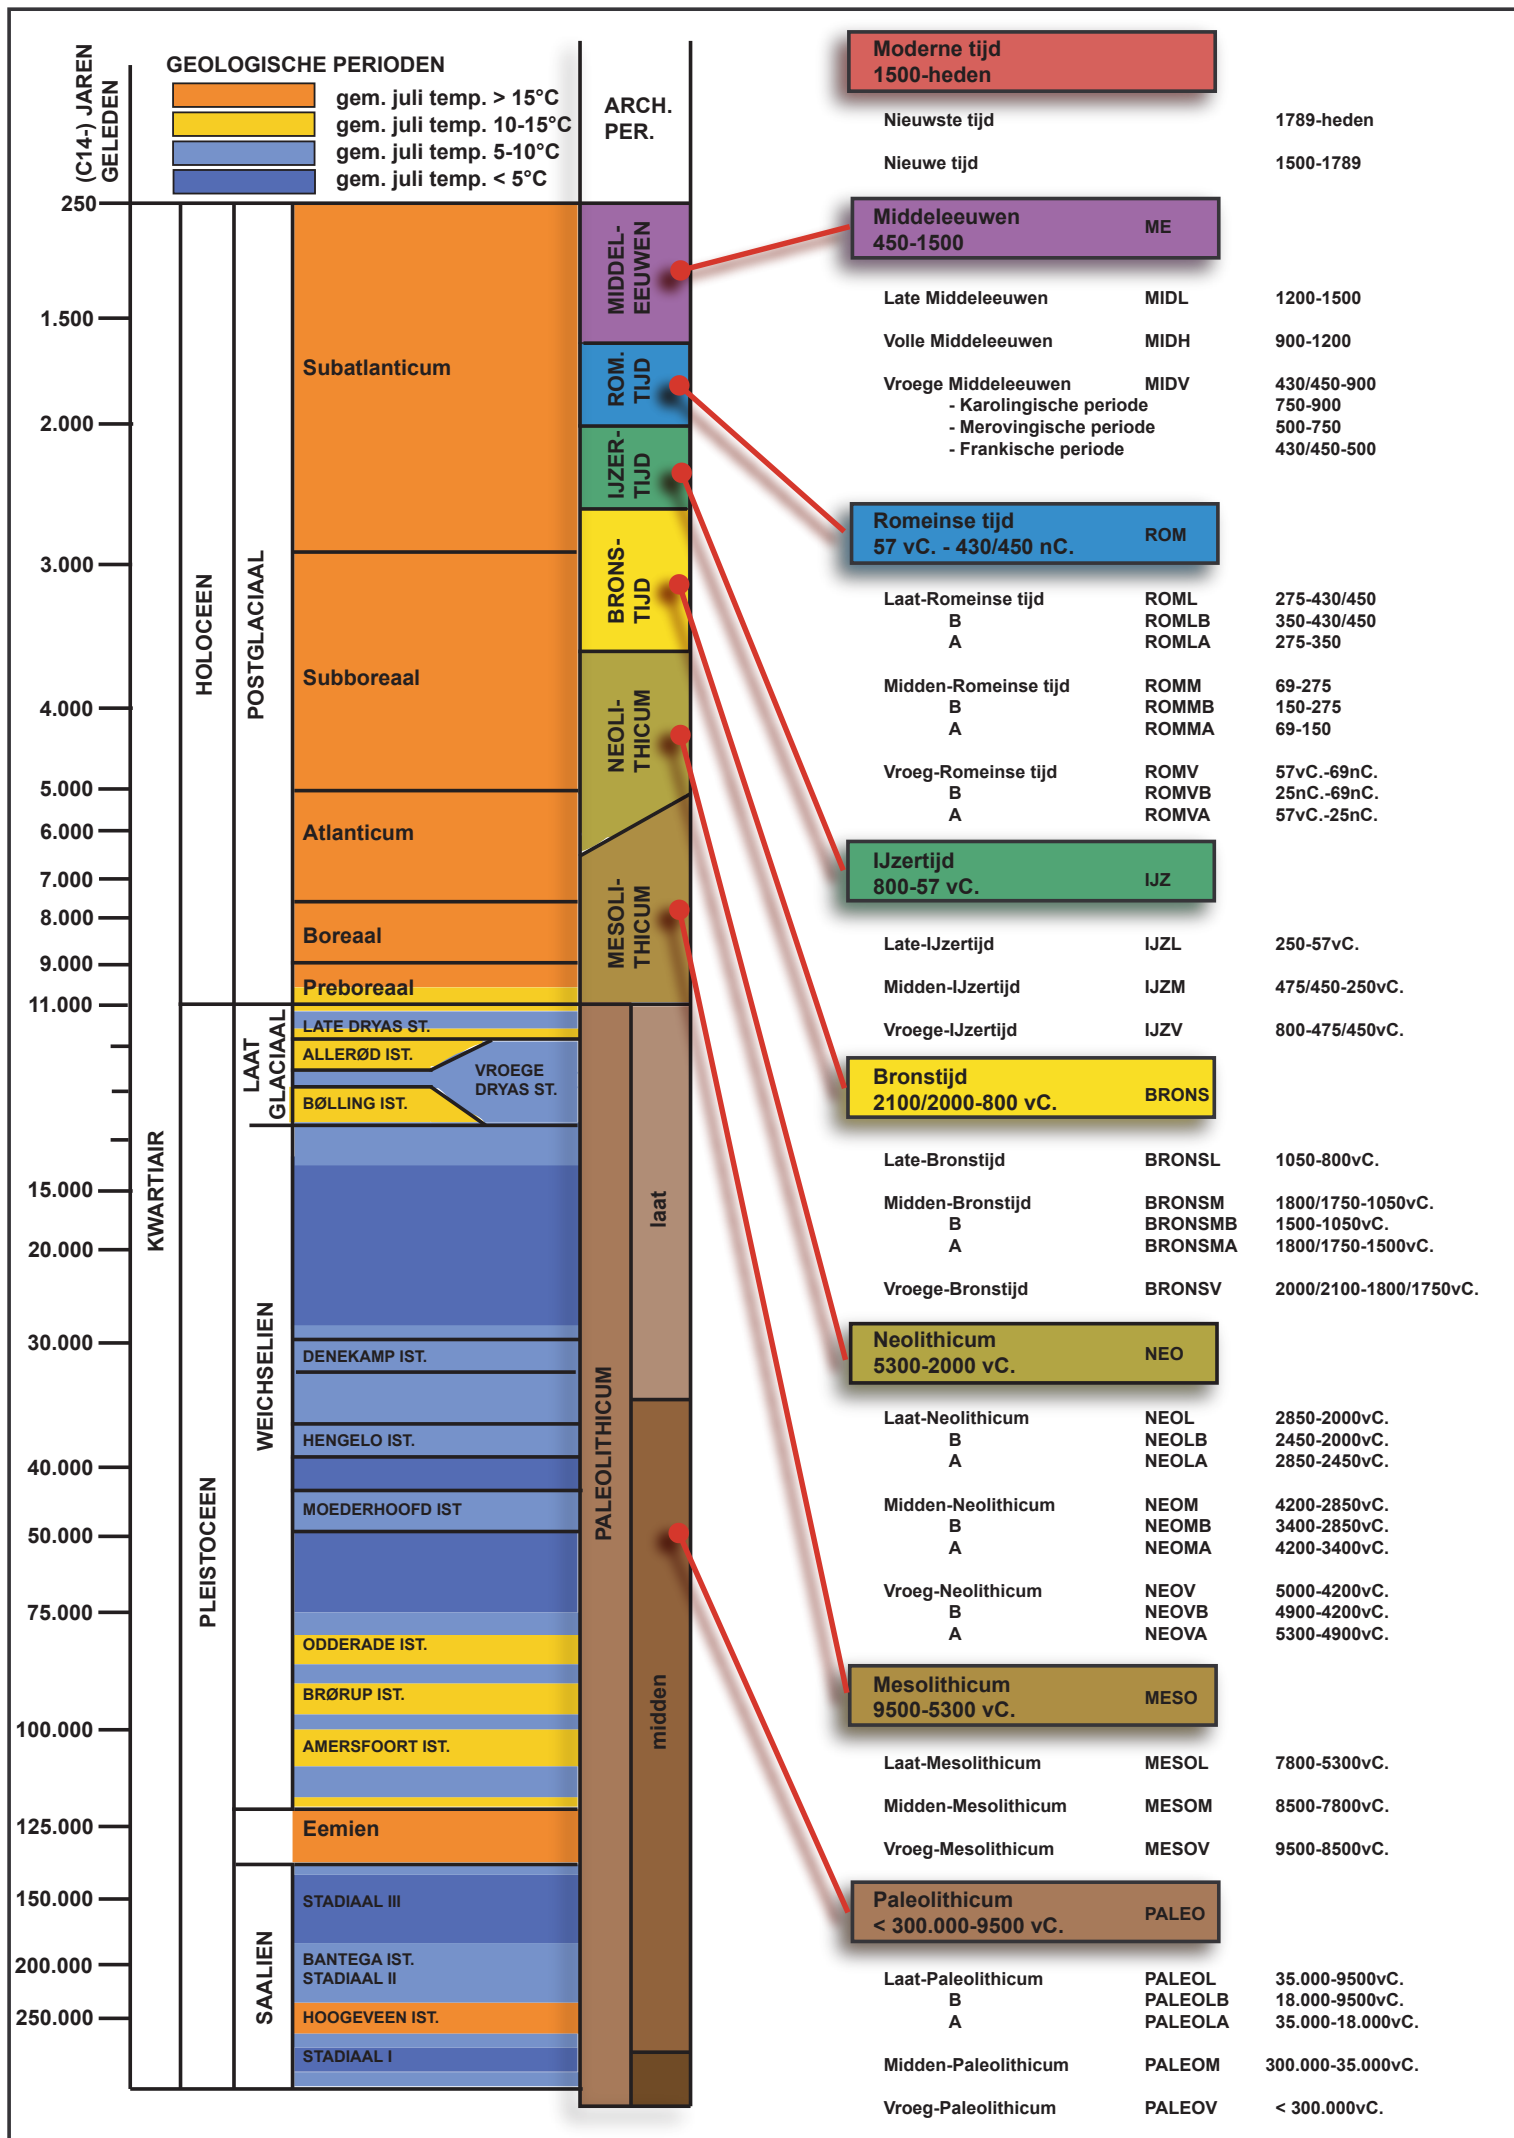 (C14-) JAREN
GELEDEN
GEOLOGISCHE PERIODEN
gem. juli temp. > 15°C
gem. juli temp. 10-15°C
gem. juli temp. 5-10°C
gem. juli temp. < 5°C
ARCH.
PER.
250
1.500
2.000
3.000
4.000
5.000
6.000
7.000
8.000
9.000
11.000
15.000
20.000
30.000
40.000
50.000
75.000
100.000
125.000
150.000
200.000
250.000
KWARTIAIR
HOLOCEEN
PLEISTOCEEN
POSTGLACIAAL
LAAT
GLACIAAL
WEICHSELIEN
SAALIEN
Subatlanticum
Subboreaal
Atlanticum
Boreaal
Preboreaal
LATE DRYAS ST.
ALLERØD IST.
VROEGE
DRYAS ST.
BØLLING IST.
DENEKAMP IST.
HENGELO IST.
MOEDERHOOFD IST
ODDERADE IST.
BRØRUP IST.
AMERSFOORT IST.
Eemien
STADIAAL III
BANTEGA IST.
STADIAAL II
HOOGEVEEN IST.
STADIAAL I
MIDDEL-
EEUWEN
ROM.
TIJD
IJZER-
TIJD
BRONS-
TIJD
NEOLI-
THICUM
MESOLI-
THICUM
PALEOLITHICUM
laat
midden
Moderne tijd
1500-heden
Nieuwste tijd 1789-heden
Nieuwe tijd 1500-1789
Middeleeuwen
450-1500 ME
Late Middeleeuwen MIDL 1200-1500
Volle Middeleeuwen MIDH 900-1200
Vroege Middeleeuwen MIDV 430/450-900
- Karolingische periode 750-900
- Merovingische periode 500-750
- Frankische periode 430/450-500
Romeinse tijd
57 vC. - 430/450 nC. ROM
Laat-Romeinse tijd ROML 275-430/450
B ROMLB 350-430/450
A ROMLA 275-350
Midden-Romeinse tijd ROMM 69-275
B ROMMB 150-275
A ROMMA 69-150
Vroeg-Romeinse tijd ROMV 57vC.-69nC.
B ROMVB 25nC.-69nC.
A ROMVA 57vC.-25nC.
IJzertijd
800-57 vC. IJZ
Late-IJzertijd IJZL 250-57vC.
Midden-IJzertijd IJZM 475/450-250vC.
Vroege-IJzertijd IJZV 800-475/450vC.
Bronstijd
2100/2000-800 vC. BRONS
Late-Bronstijd BRONSL 1050-800vC.
Midden-Bronstijd BRONSM 1800/1750-1050vC.
B BRONSMB 1500-1050vC.
A BRONSMA 1800/1750-1500vC.
Vroege-Bronstijd BRONSV 2000/2100-1800/1750vC.
Neolithicum
5300-2000 vC. NEO
Laat-Neolithicum NEOL 2850-2000vC.
B NEOLB 2450-2000vC.
A NEOLA 2850-2450vC.
Midden-Neolithicum NEOM 4200-2850vC.
B NEOMB 3400-2850vC.
A NEOMA 4200-3400vC.
Vroeg-Neolithicum NEOV 5000-4200vC.
B NEOVB 4900-4200vC.
A NEOVA 5300-4900vC.
Mesolithicum
9500-5300 vC. MESO
Laat-Mesolithicum MESOL 7800-5300vC.
Midden-Mesolithicum MESOM 8500-7800vC.
Vroeg-Mesolithicum MESOV 9500-8500vC.
Paleolithicum
< 300.000-9500 vC. PALEO
Laat-Paleolithicum PALEOL 35.000-9500vC.
B PALEOLB 18.000-9500vC.
A PALEOLA 35.000-18.000vC.
Midden-Paleolithicum PALEOM 300.000-35.000vC.
Vroeg-Paleolithicum PALEOV < 300.000vC.